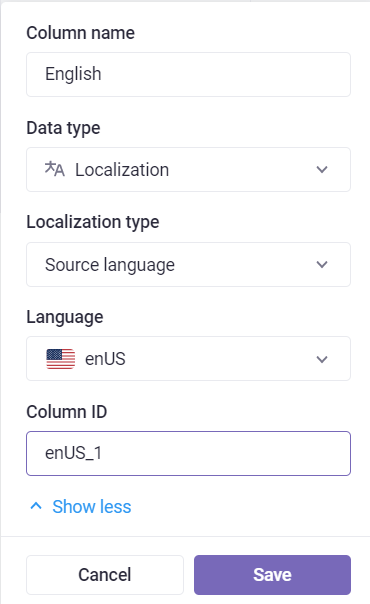 Column name
English
Data type
Localization
Localization type
Source language
Language
enUS
Column ID
enUS_1
Show less
Cancel Save